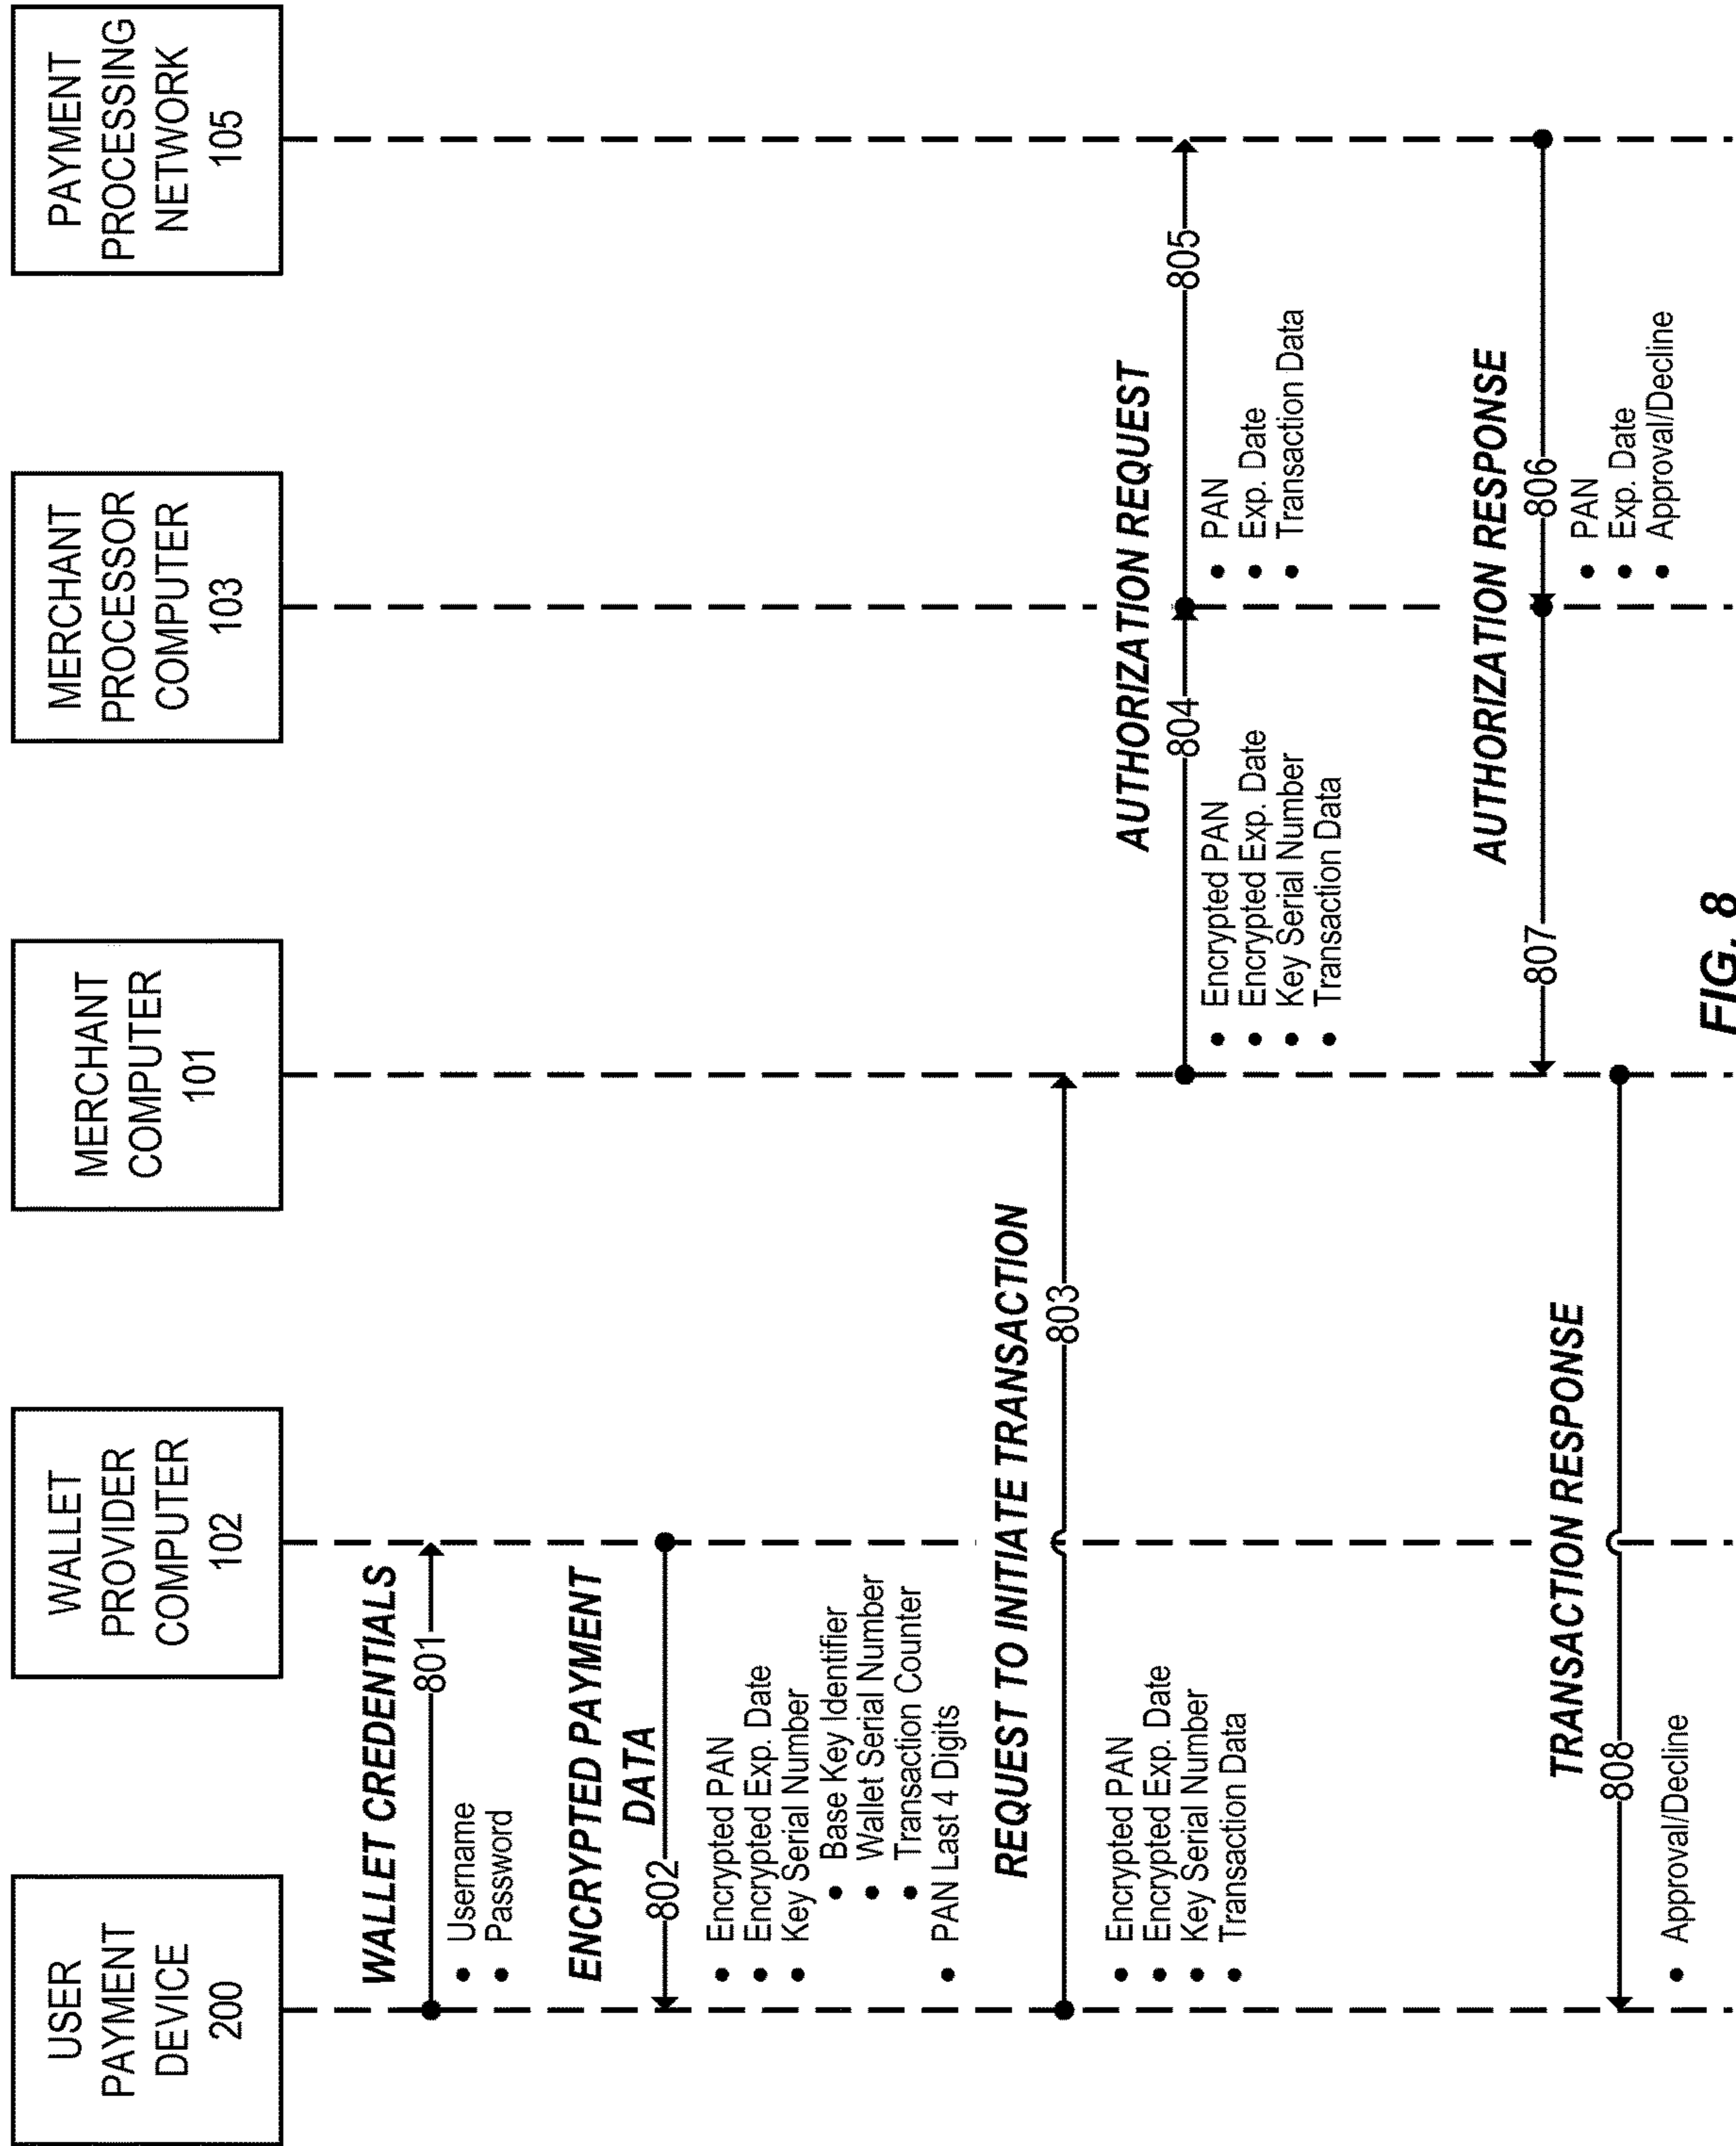 USER
PAYMENT
DEVICE
200
WALLET
PROVIDER
COMPUTER
102
MERCHANT
COMPUTER
101
MERCHANT
PROCESSOR
COMPUTER
103
PAYMENT
PROCESSING
NETWORK
105
WALLET CREDENTIALS
801
• Username
• Password
ENCRYPTED PAYMENT
DATA
802
• Encrypted PAN
• Encrypted Exp. Date
• Key Serial Number
• Base Key Identifier
• Wallet Serial Number
• Transaction Counter
• PAN Last 4 Digits
REQUEST TO INITIATE TRANSACTION
803
• Encrypted PAN
• Encrypted Exp. Date
• Key Serial Number
• Transaction Data
AUTHORIZATION REQUEST
804
805
• Encrypted PAN
• Encrypted Exp. Date
• Key Serial Number
• Transaction Data
• PAN
• Exp. Date
• Transaction Data
AUTHORIZATION RESPONSE
807
806
• PAN
• Exp. Date
• Approval/Decline
TRANSACTION RESPONSE
808
• Approval/Decline
FIG. 8